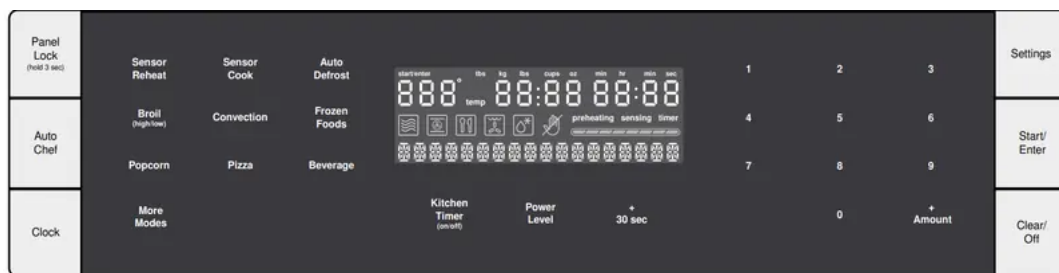 Panel
Lock
(hold 3 sec)
Auto
Chef
Clock
Sensor
Reheat
Sensor
Cook
Auto
Defrost
Broil
(high/low)
Convection
Frozen
Foods
Popcorn
Pizza
Beverage
More
Modes
start/enter lbs kg lbs cups oz min hr min sec
888° temp 88:88 88:88
preheating sensing timer
Kitchen
Timer
(on/off)
Power
Level
+
30 sec
1 2 3
4 5 6
7 8 9
0
+
Amount
Settings
Start/
Enter
Clear/
Off